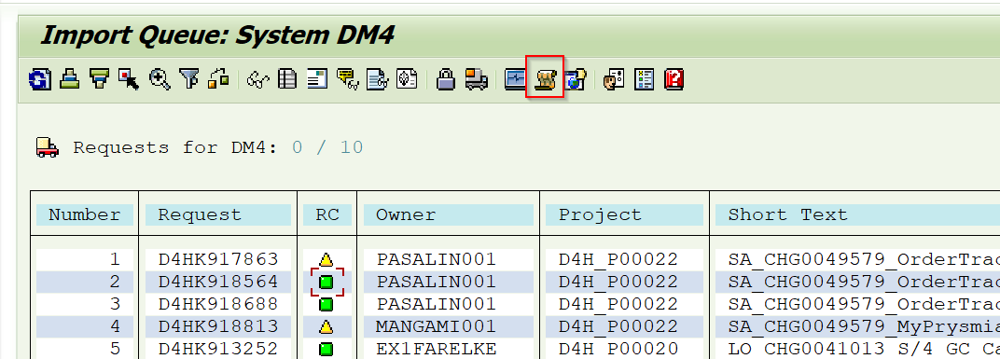 Import Queue: System DM4
Requests for DM4: 0 / 10
Number Request RC Owner Project Short Text
1 D4HK917863 PASALIN001 D4H_P00022 SA_CHG0049579_OrderTrac
2 D4HK918564 PASALIN001 D4H_P00022 SA_CHG0049579_OrderTrac
3 D4HK918688 PASALIN001 D4H_P00022 SA_CHG0049579_OrderTrac
4 D4HK918813 MANGAMI001 D4H_P00022 SA_CHG0049579_MyPrysmia
5 D4HK913252 EX1FARELKE D4H_P00020 LO_CHG0041013_S/4 GC Ca